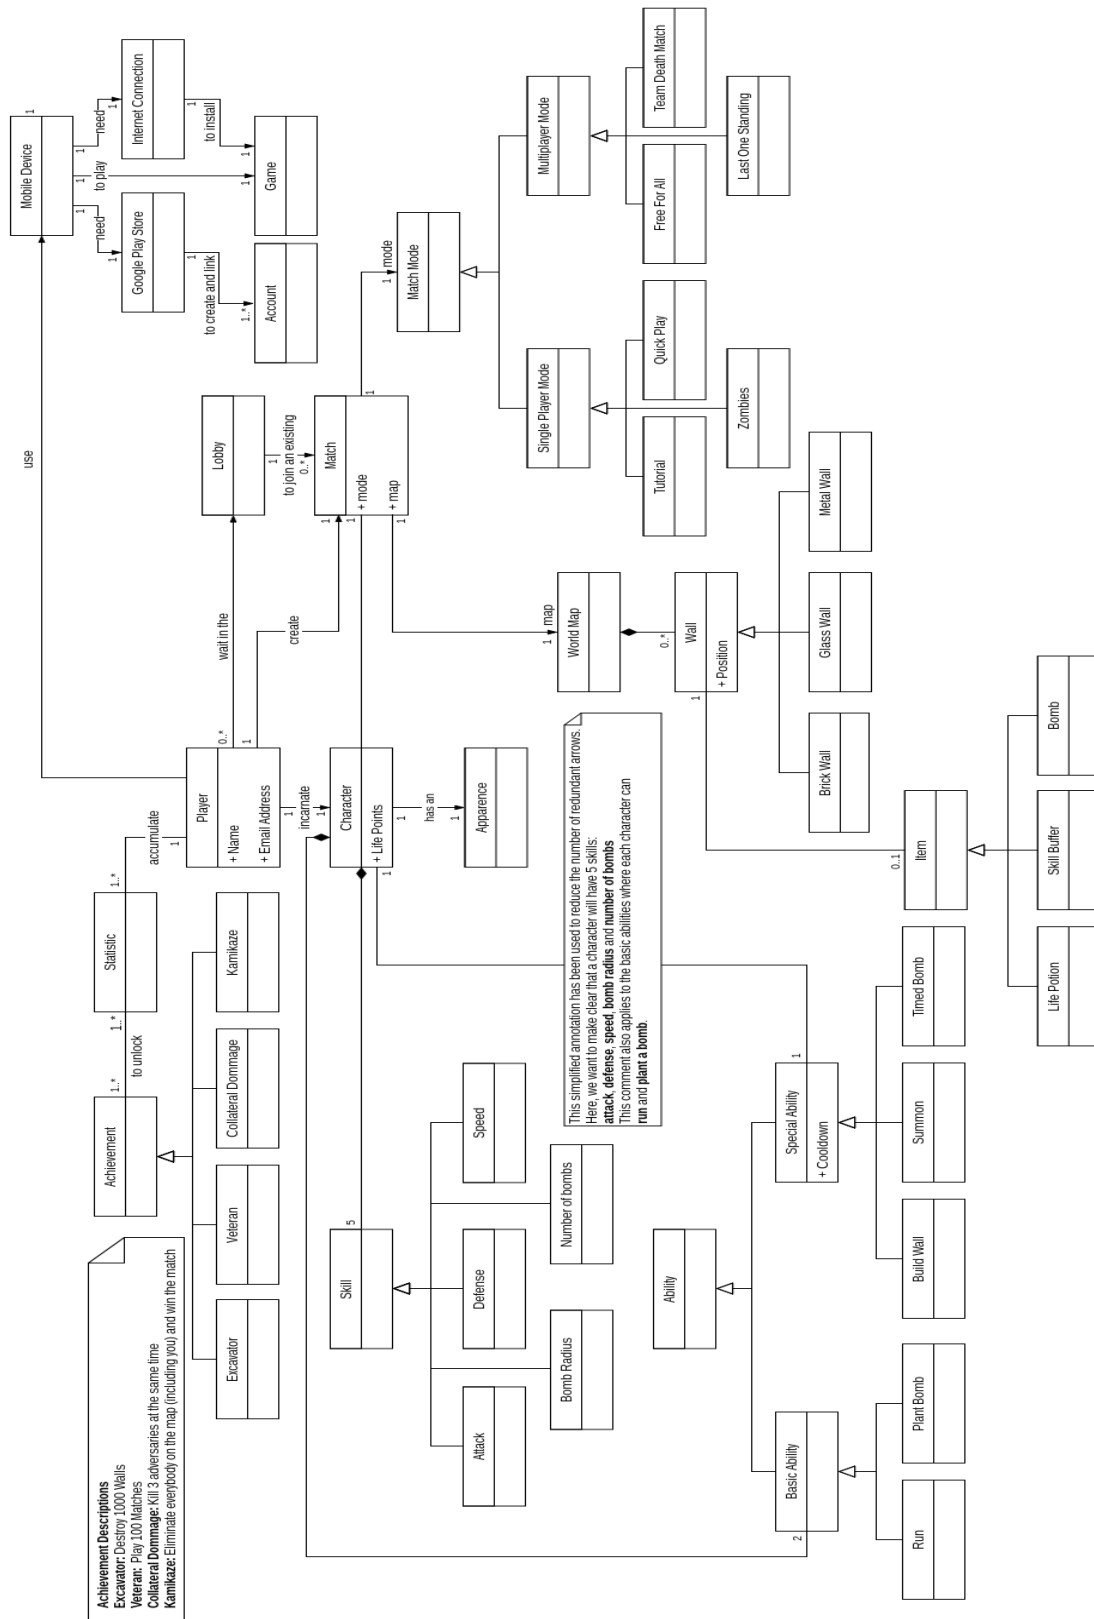 Achievement Descriptions
Excavator: Destroy 1000 Walls
Veteran: Play 100 Matches
Collateral Dommage: Kill 3 adversaries at the same time
Kamikaze: Eliminate everybody on the map (including you) and win the match
Achievement
1..*
to unlock
1..*
Statistic
1..*
accumulate
1
Excavator
Veteran
Collateral Dommage
Kamikaze
Player
+ Name
+ Email Address
0..*
1
1
use
wait in the
create
incarnate
1
Mobile Device
1
1
need
1
1
to play
1
1
need
1
Google Play Store
1
to create and link
1..*
Account
Internet Connection
1
to install
1
Game
Lobby
1
to join an existing
0..*
Match
+ mode
+ map
1
1
1
1
1 mode
Match Mode
Single Player Mode
Tutorial
Quick Play
Zombies
Multiplayer Mode
Free For All
Team Death Match
Last One Standing
Character
+ Life Points
1
1
has an
1
Apparence
Skill
5
Attack
Defense
Speed
Bomb Radius
Number of bombs
This simplified annotation has been used to reduce the number of redundant arrows.
Here, we want to make clear that a character will have 5 skills:
attack, defense, speed, bomb radius and number of bombs
This comment also applies to the basic abilities where each character can
run and plant a bomb.
1 map
World Map
0..*
Wall
+ Position
1
Brick Wall
Glass Wall
Metal Wall
Ability
Basic Ability
2
Special Ability
+ Cooldown
1
Run
Plant Bomb
Build Wall
Summon
Timed Bomb
0..1
Item
Life Potion
Skill Buffer
Bomb